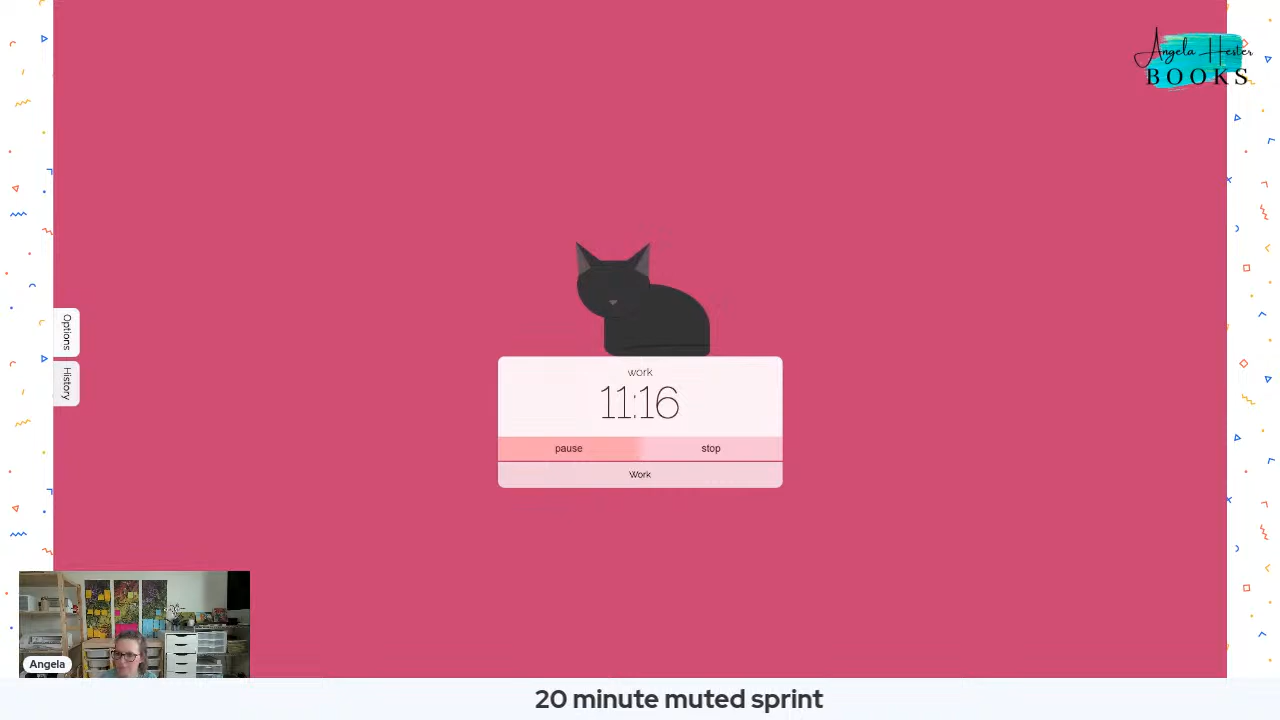 Angela Hester
BOOKS
Options
History
work
11:16
pause
stop
Work
Angela
20 minute muted sprint